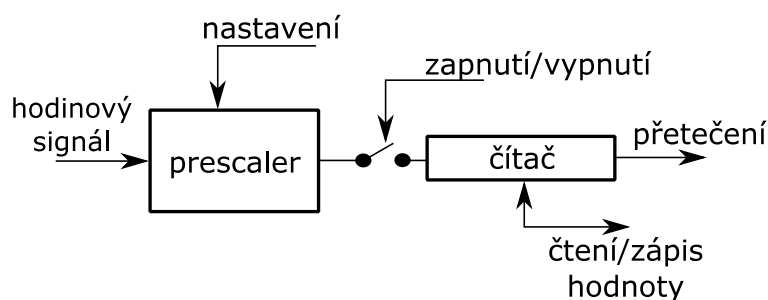 nastavení
zapnutí/vypnutí
hodinový
signál
prescaler
čítač
přetečení
čtení/zápis
hodnoty